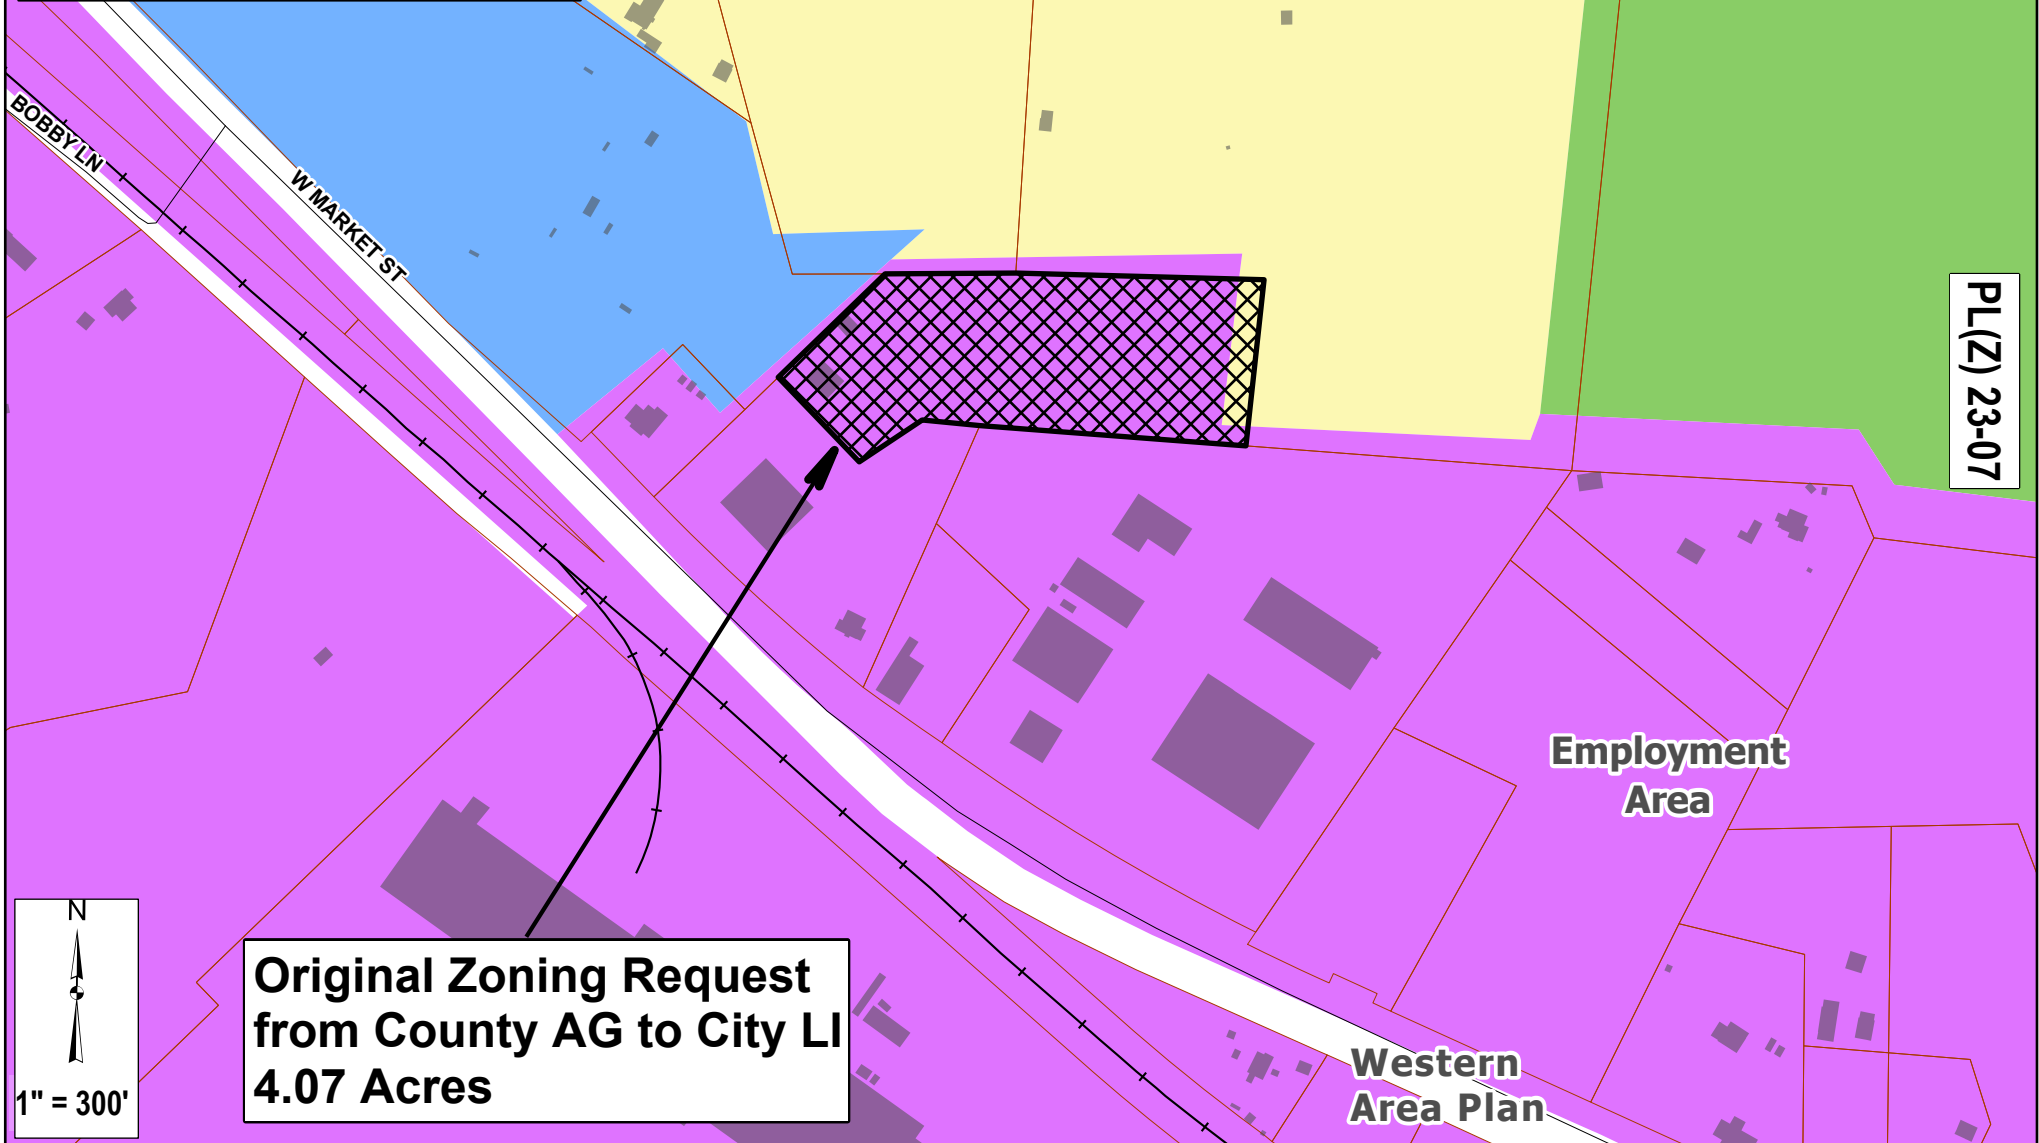 BOBBY LN
W MARKET ST
PL(Z) 23-07
Employment
Area
N
1" = 300'
Original Zoning Request
from County AG to City LI
4.07 Acres
Western
Area Plan